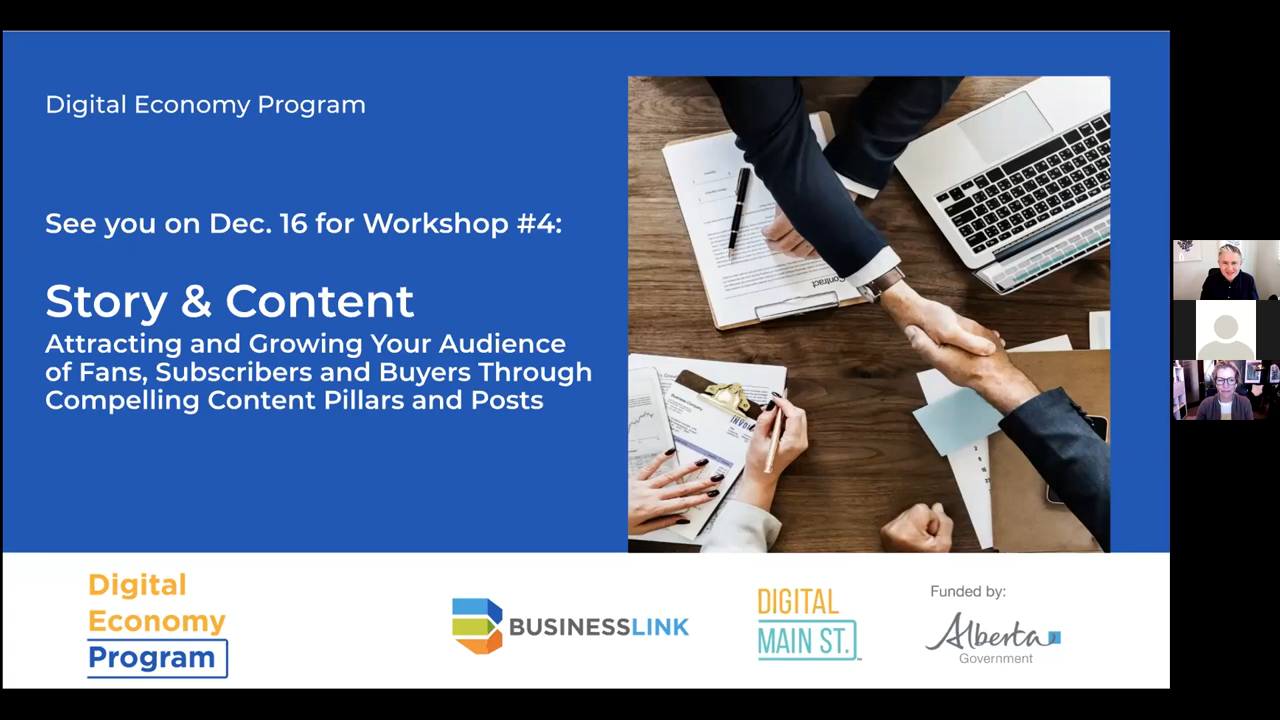 Digital Economy Program
See you on Dec. 16 for Workshop #4:
Story & Content
Attracting and Growing Your Audience
of Fans, Subscribers and Buyers Through
Compelling Content Pillars and Posts
Contract
Digital
Economy
Program
BUSINESSLINK
DIGITAL
MAIN ST.
Funded by:
Alberta
Government